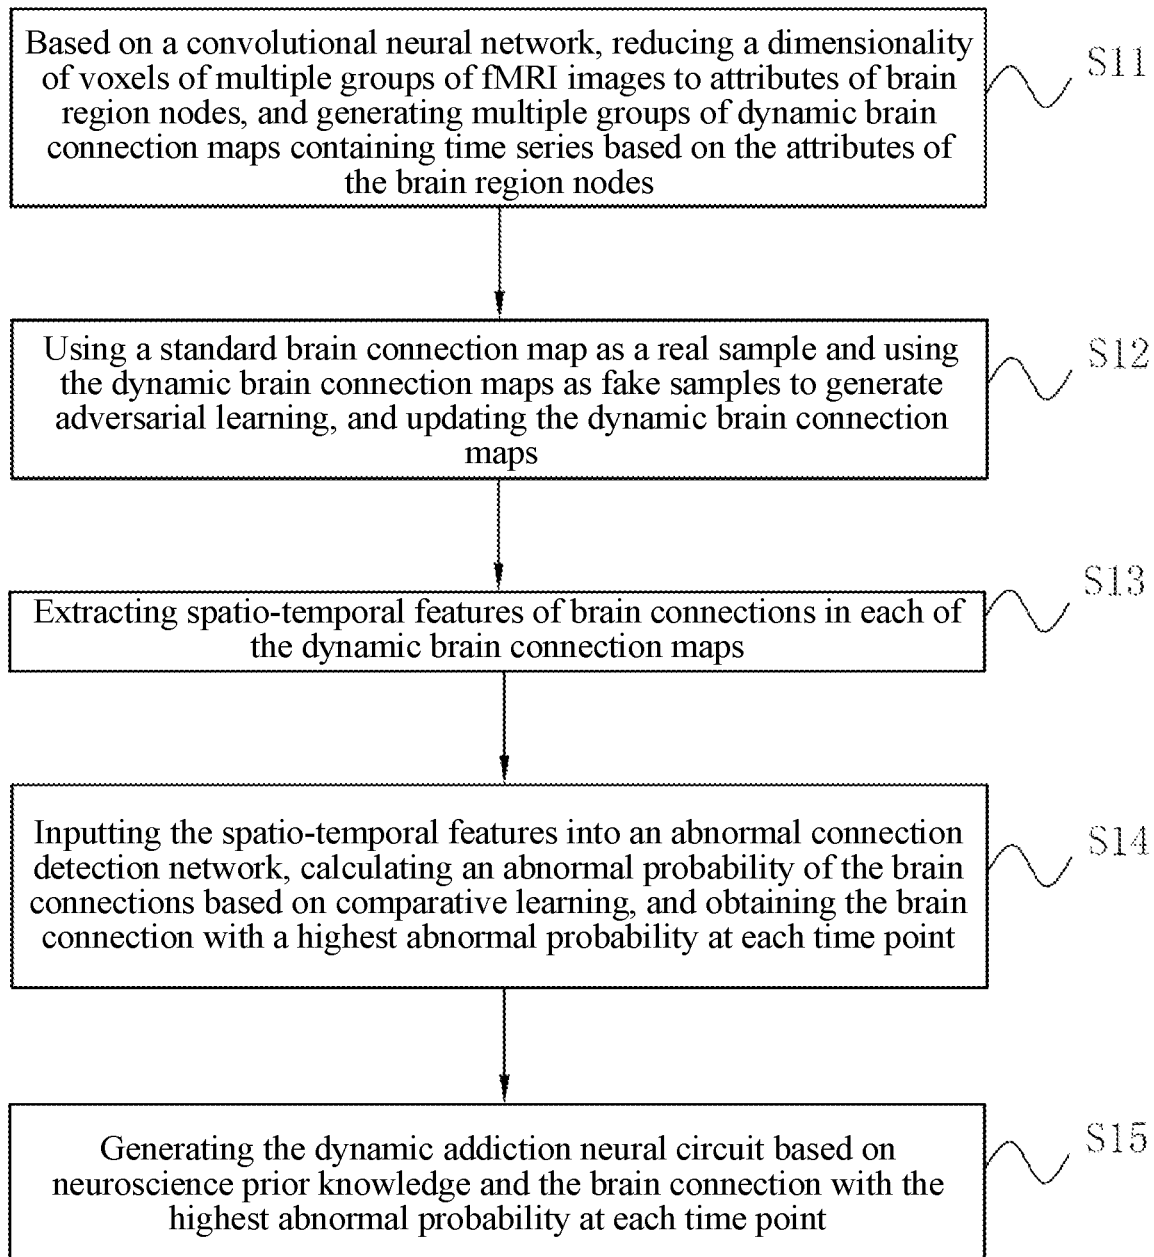 Based on a convolutional neural network, reducing a dimensionality
of voxels of multiple groups of fMRI images to attributes of brain
region nodes, and generating multiple groups of dynamic brain
connection maps containing time series based on the attributes of
the brain region nodes
S11
Using a standard brain connection map as a real sample and using
the dynamic brain connection maps as fake samples to generate
adversarial learning, and updating the dynamic brain connection
maps
S12
Extracting spatio-temporal features of brain connections in each of
the dynamic brain connection maps
S13
Inputting the spatio-temporal features into an abnormal connection
detection network, calculating an abnormal probability of the brain
connections based on comparative learning, and obtaining the brain
connection with a highest abnormal probability at each time point
S14
Generating the dynamic addiction neural circuit based on
neuroscience prior knowledge and the brain connection with the
highest abnormal probability at each time point
S15